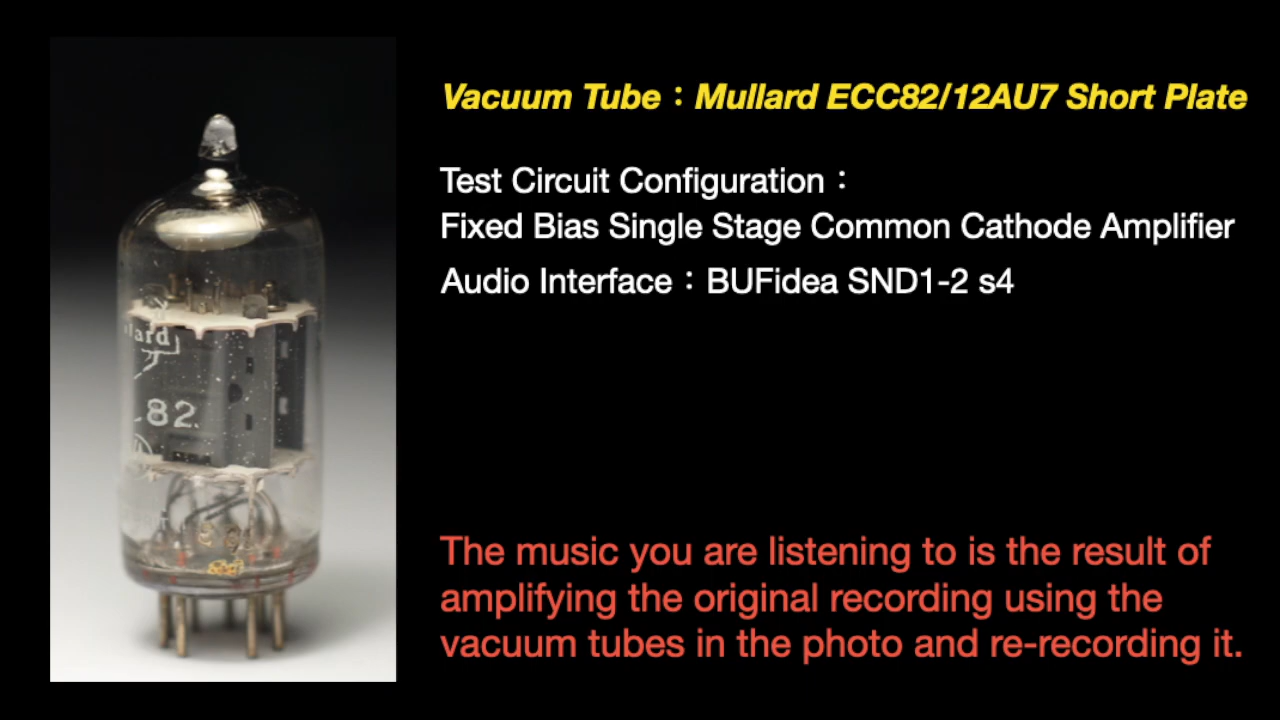 Vacuum Tube：Mullard ECC82/12AU7 Short Plate
Test Circuit Configuration：
Fixed Bias Single Stage Common Cathode Amplifier
Audio Interface：BUFidea SND1-2 s4
lard
82
The music you are listening to is the result of
amplifying the original recording using the
vacuum tubes in the photo and re-recording it.